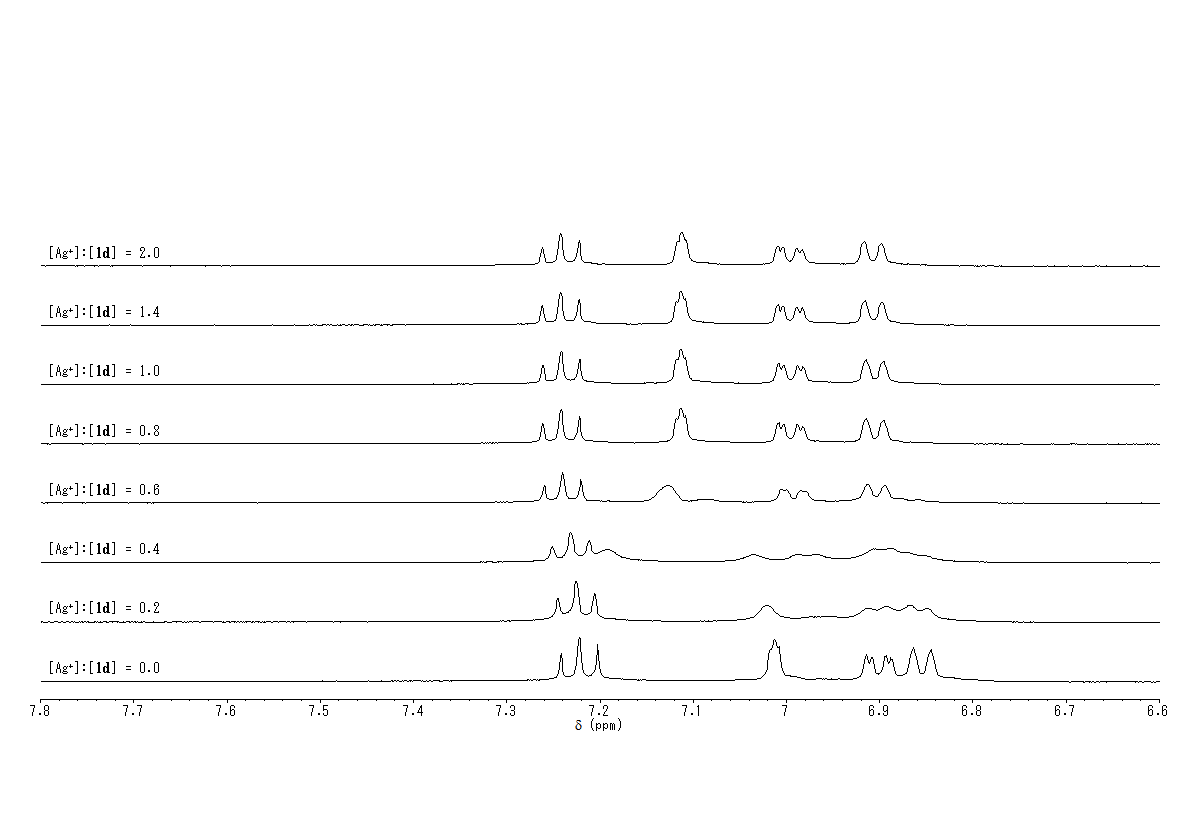 [Ag⁺]:[1d] = 2.0
[Ag⁺]:[1d] = 1.4
[Ag⁺]:[1d] = 1.0
[Ag⁺]:[1d] = 0.8
[Ag⁺]:[1d] = 0.6
[Ag⁺]:[1d] = 0.4
[Ag⁺]:[1d] = 0.2
[Ag⁺]:[1d] = 0.0
7.8 7.7 7.6 7.5 7.4 7.3 7.2 7.1 7 6.9 6.8 6.7 6.6
δ (ppm)